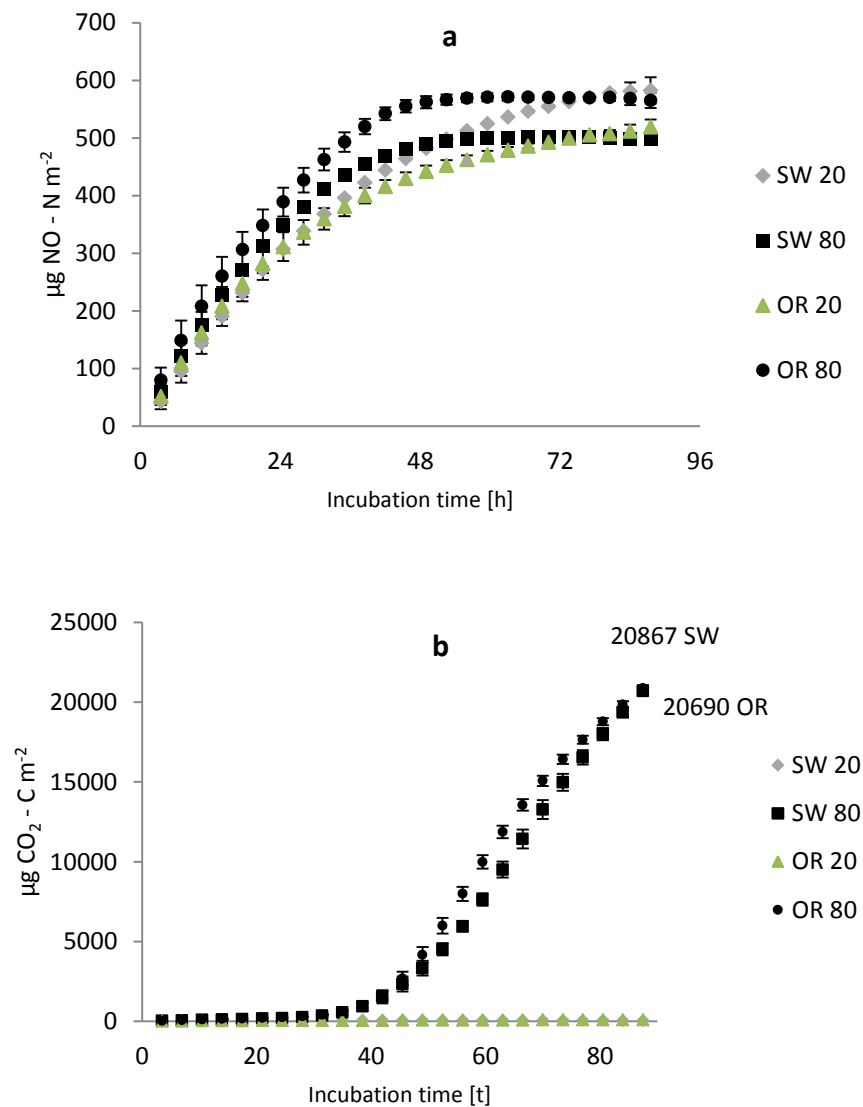 a
700
600
500
400
300
200
100
0
µg NO - N m⁻²
0 24 48 72 96
Incubation time [h]
SW 20
SW 80
OR 20
OR 80
b
25000
20000
15000
10000
5000
0
µg CO₂ - C m⁻²
0 20 40 60 80
Incubation time [t]
20867 SW
20690 OR
SW 20
SW 80
OR 20
OR 80